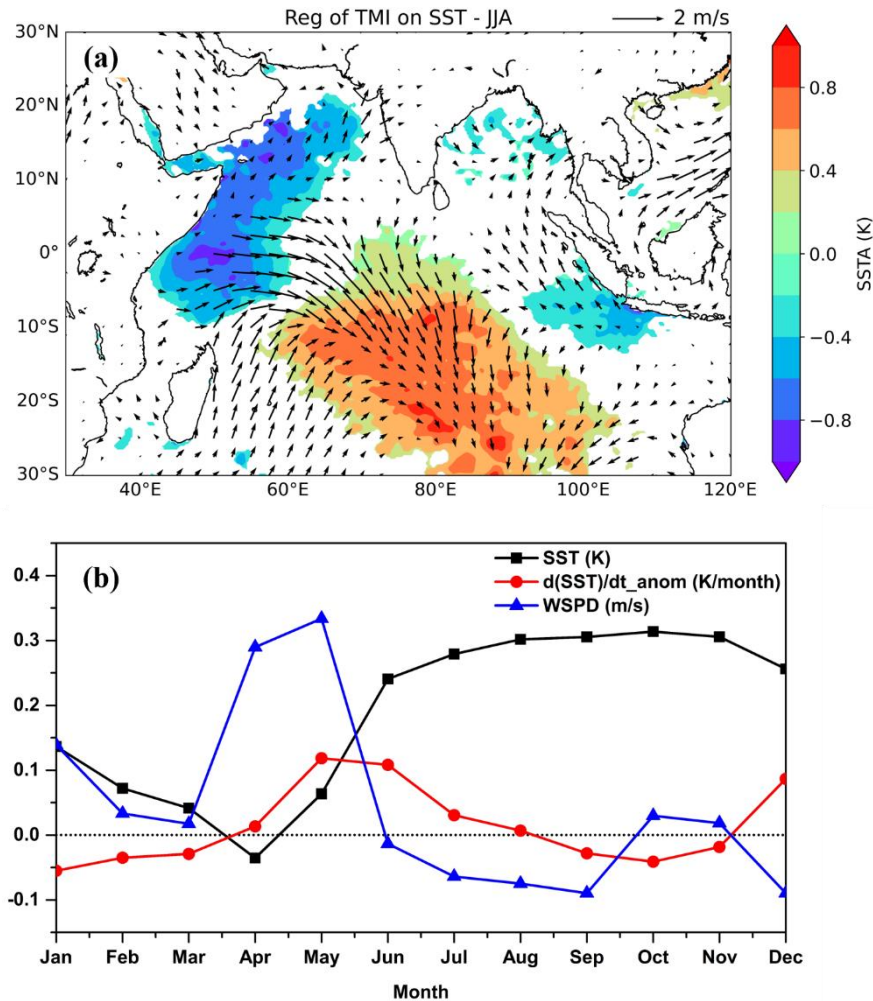 Reg of TMI on SST - JJA
2 m/s
(a)
30°N
20°N
10°N
0°
10°S
20°S
30°S
40°E
60°E
80°E
100°E
120°E
0.8
0.4
0.0
−0.4
−0.8
SSTA (K)
(b)
SST (K)
d(SST)/dt_anom (K/month)
WSPD (m/s)
0.4
0.3
0.2
0.1
0.0
-0.1
Jan Feb Mar Apr May Jun Jul Aug Sep Oct Nov Dec
Month